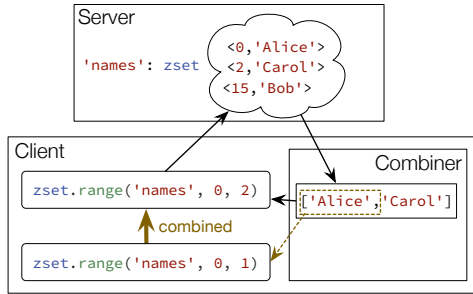 Server
<0,'Alice'>
'names': zset <2,'Carol'>
<15,'Bob'>
Client
Combiner
zset.range('names', 0, 2)
['Alice','Carol']
combined
zset.range('names', 0, 1)